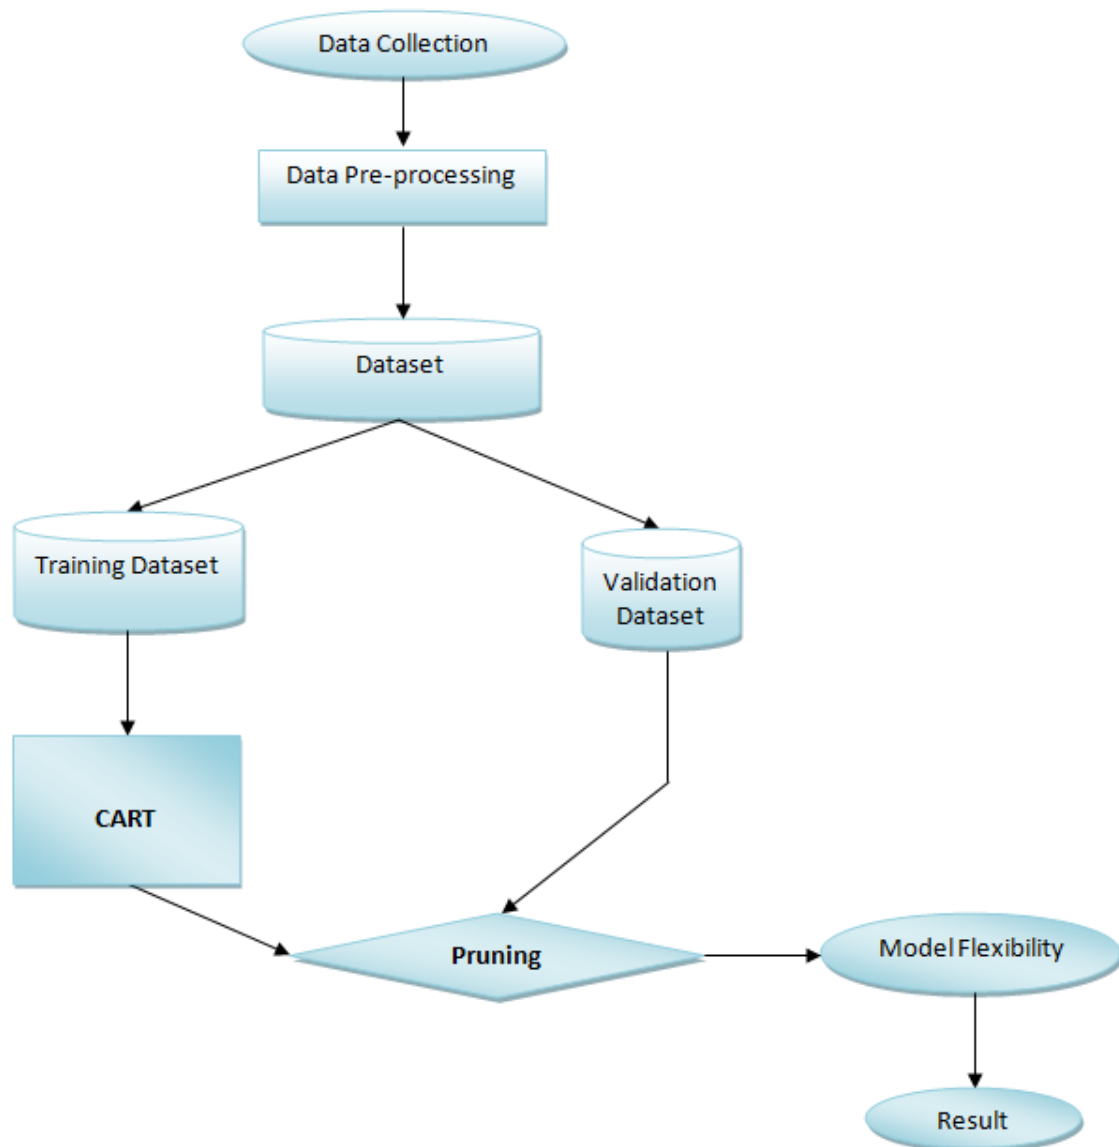 Data Collection
Data Pre-processing
Dataset
Training Dataset
Validation
Dataset
CART
Pruning
Model Flexibility
Result